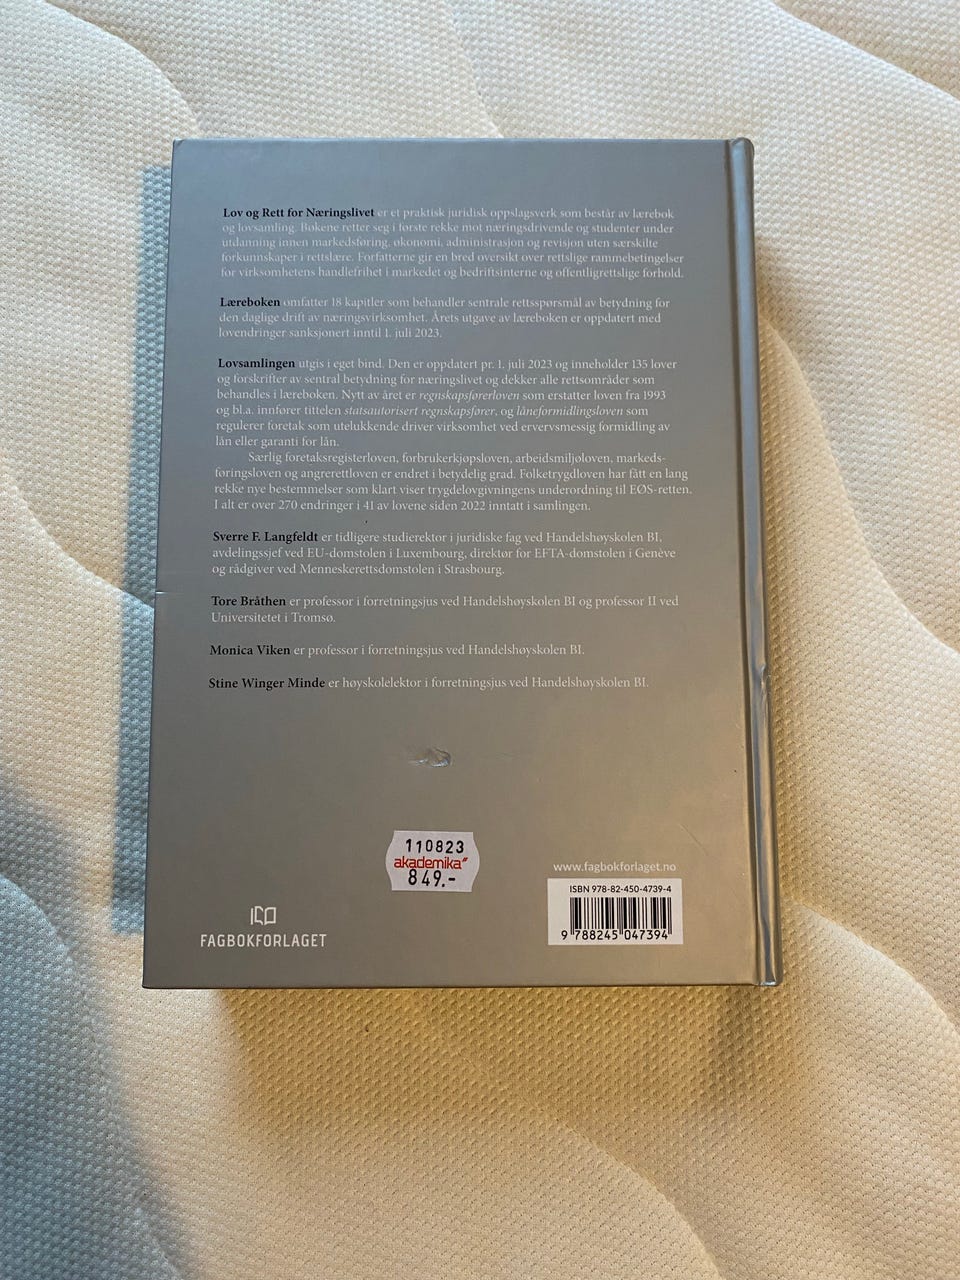 Lov og Rett for Næringslivet er et praktisk juridisk oppslagsverk som består av lærebok
og lovsamling. Bøkene retter seg i første rekke mot næringsdrivende og studenter under
utdanning innen markedsføring, økonomi, administrasjon og revisjon uten særskilte
forkunnskaper i rettslære. Forfatterne gir en bred oversikt over rettslige rammebetingelser
for virksomhetens handlefrihet i markedet og bedriftsinterne og offentligrettslige forhold.
Læreboken omfatter 18 kapitler som behandler sentrale rettsspørsmål av betydning for
den daglige drift av næringsvirksomhet. Årets utgave av læreboken er oppdatert med
lovendringer sanksjonert inntil 1. juli 2023.
Lovsamlingen utgis i eget bind. Den er oppdatert pr. 1. juli 2023 og inneholder 135 lover
og forskrifter av sentral betydning for næringslivet og dekker alle rettsområder som
behandles i læreboken. Nytt av året er regnskapsførerloven som erstatter loven fra 1993
og bl.a. innfører tittelen statsautorisert regnskapsfører, og låneformidlingsloven som
regulerer foretak som utelukkende driver virksomhet ved ervervsmessig formidling av
lån eller garanti for lån.
Særlig foretaksregisterloven, forbrukerkjøpsloven, arbeidsmiljøloven, markeds-
føringsloven og angrerettloven er endret i betydelig grad. Folketrygdloven har fått en lang
rekke nye bestemmelser som klart viser trygdelovgivningens underordning til EØS-retten.
I alt er over 270 endringer i 41 av lovene siden 2022 inntatt i samlingen.
Sverre F. Langfeldt er tidligere studierektor i juridiske fag ved Handelshøyskolen BI,
avdelingssjef ved EU-domstolen i Luxembourg, direktør for EFTA-domstolen i Genève
og rådgiver ved Menneskerettsdomstolen i Strasbourg.
Tore Bråthen er professor i forretningsjus ved Handelshøyskolen BI og professor II ved
Universitetet i Tromsø.
Monica Viken er professor i forretningsjus ved Handelshøyskolen BI.
Stine Winger Minde er høyskolelektor i forretningsjus ved Handelshøyskolen BI.
110823
akademika
849.-
www.fagbokforlaget.no
ISBN 978-82-450-4739-4
9 788245 047394
FAGBOKFORLAGET